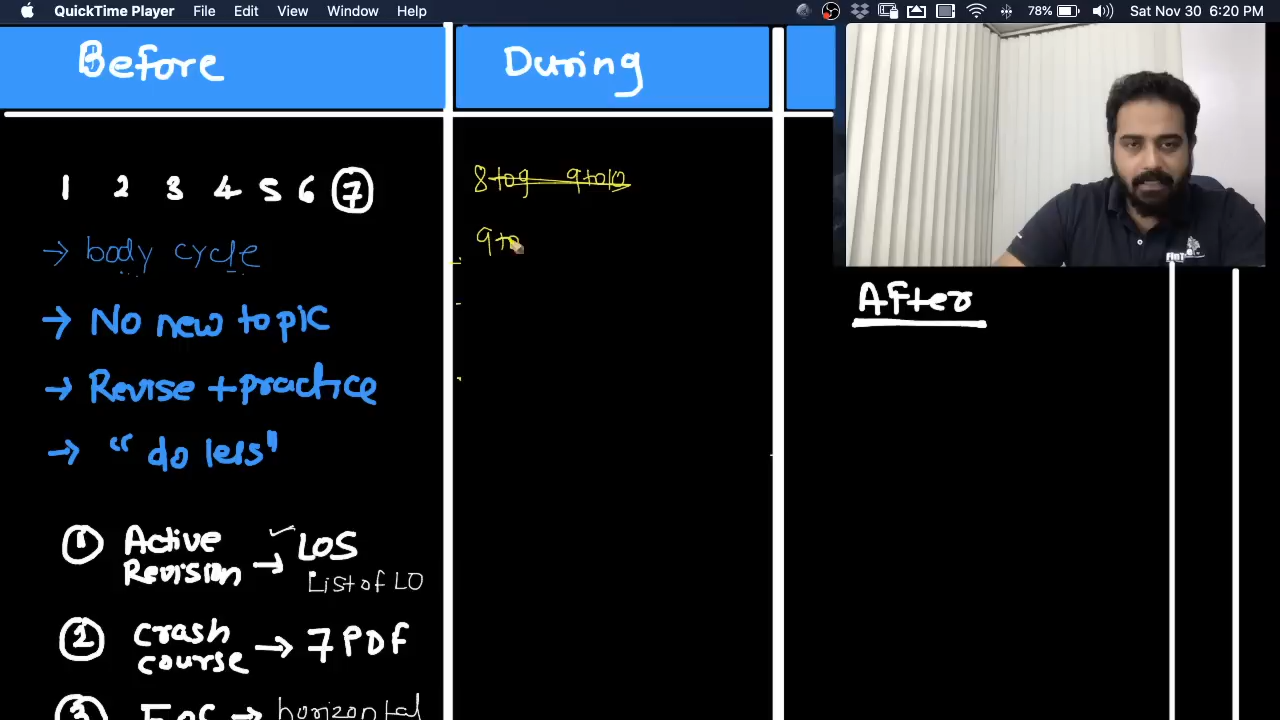 QuickTime Player File Edit View Window Help 78% Sat Nov 30 6:20 PM
Before
During
1 2 3 4 5 6 7
→ body cycle
→ No new topic
→ Revise + practice
→ "do less"
① Active Revision → LOS
List of LO
② Crash course → 7 PDF
③ EOC → horizontal
8 to 9 9 to 10
9 to
After